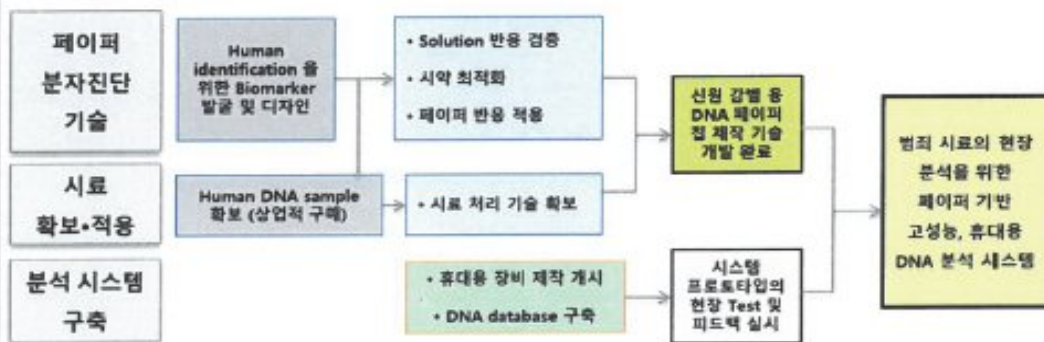 페이퍼
분자진단
기술
Human
identification 을
위한 Biomarker
발굴 및 디자인
• Solution 반응 검증
• 시약 최적화
• 페이퍼 반응 적용
신원 감별 용
DNA 페이퍼
칩 제작 기술
개발 완료
범죄 시료의 현장
분석을 위한
페이퍼 기반
고성능, 휴대용
DNA 분석 시스템
시료
확보•적용
Human DNA sample
확보 (상업적 구매)
• 시료 처리 기술 확보
분석 시스템
구축
• 휴대용 장비 제작 개시
• DNA database 구축
시스템
프로토타입의
현장 Test 및
피드백 실시